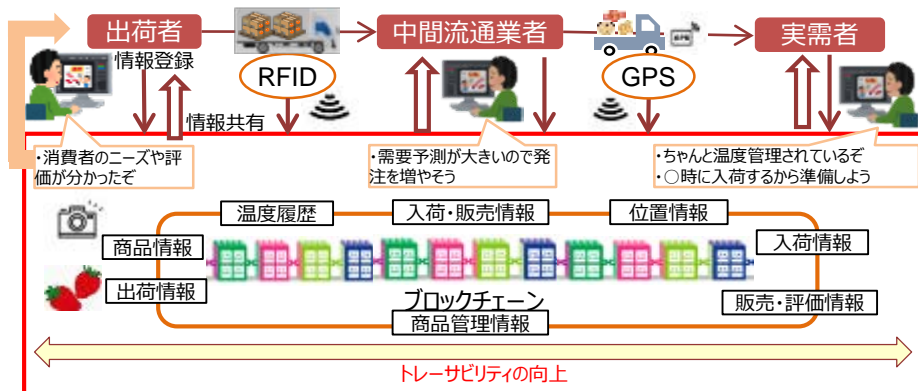 出荷者
中間流通業者
実需者
GPS
情報登録
RFID
GPS
情報共有
・消費者のニーズや評
価が分かったぞ
・需要予測が大きいので発
注を増やそう
・ちゃんと温度管理されているぞ
・○時に入荷するから準備しよう
温度履歴
入荷・販売情報
位置情報
商品情報
入荷情報
出荷情報
ブロックチェーン
販売・評価情報
商品管理情報
トレーサビリティの向上